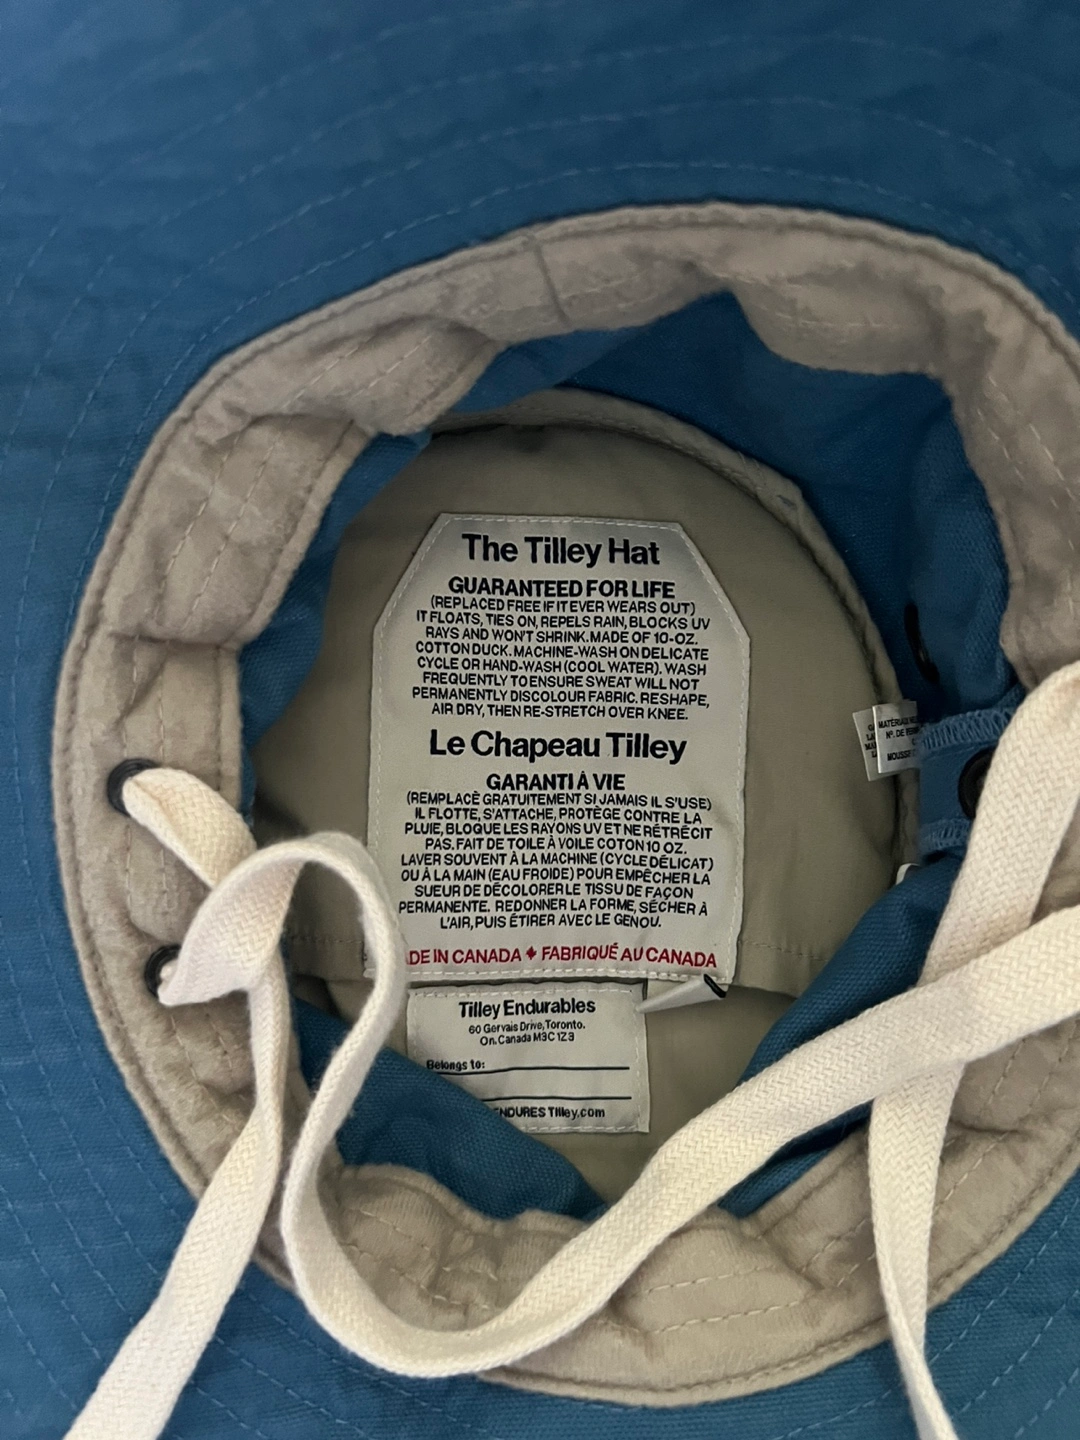 The Tilley Hat
GUARANTEED FOR LIFE
(REPLACED FREE IF IT EVER WEARS OUT)
IT FLOATS, TIES ON, REPELS RAIN, BLOCKS UV
RAYS AND WON'T SHRINK. MADE OF 10-OZ.
COTTON DUCK. MACHINE-WASH ON DELICATE
CYCLE OR HAND-WASH (COOL WATER). WASH
FREQUENTLY TO ENSURE SWEAT WILL NOT
PERMANENTLY DISCOLOUR FABRIC. RESHAPE,
AIR DRY, THEN RE-STRETCH OVER KNEE.
Le Chapeau Tilley
GARANTI À VIE
(REMPLACÈ GRATUITEMENT SI JAMAIS IL S'USE)
IL FLOTTE, S'ATTACHE, PROTÈGE CONTRE LA
PLUIE, BLOQUE LES RAYONS UV ET NE RÉTRÉCIT
PAS. FAIT DE TOILE À VOILE COTON 10 OZ.
LAVER SOUVENT À LA MACHINE (CYCLE DÉLICAT)
OU À LA MAIN (EAU FROIDE) POUR EMPÊCHER LA
SUEUR DE DÉCOLORER LE TISSU DE FAÇON
PERMANENTE. REDONNER LA FORME, SÉCHER À
L'AIR, PUIS ÉTIRER AVEC LE GENOU.
DE IN CANADA FABRIQUÉ AU CANADA
Tilley Endurables
60 Gervais Drive, Toronto.
On. Canada M3C 1Z3
Belongs to:
NDURES Tilley.com
Nº. DE